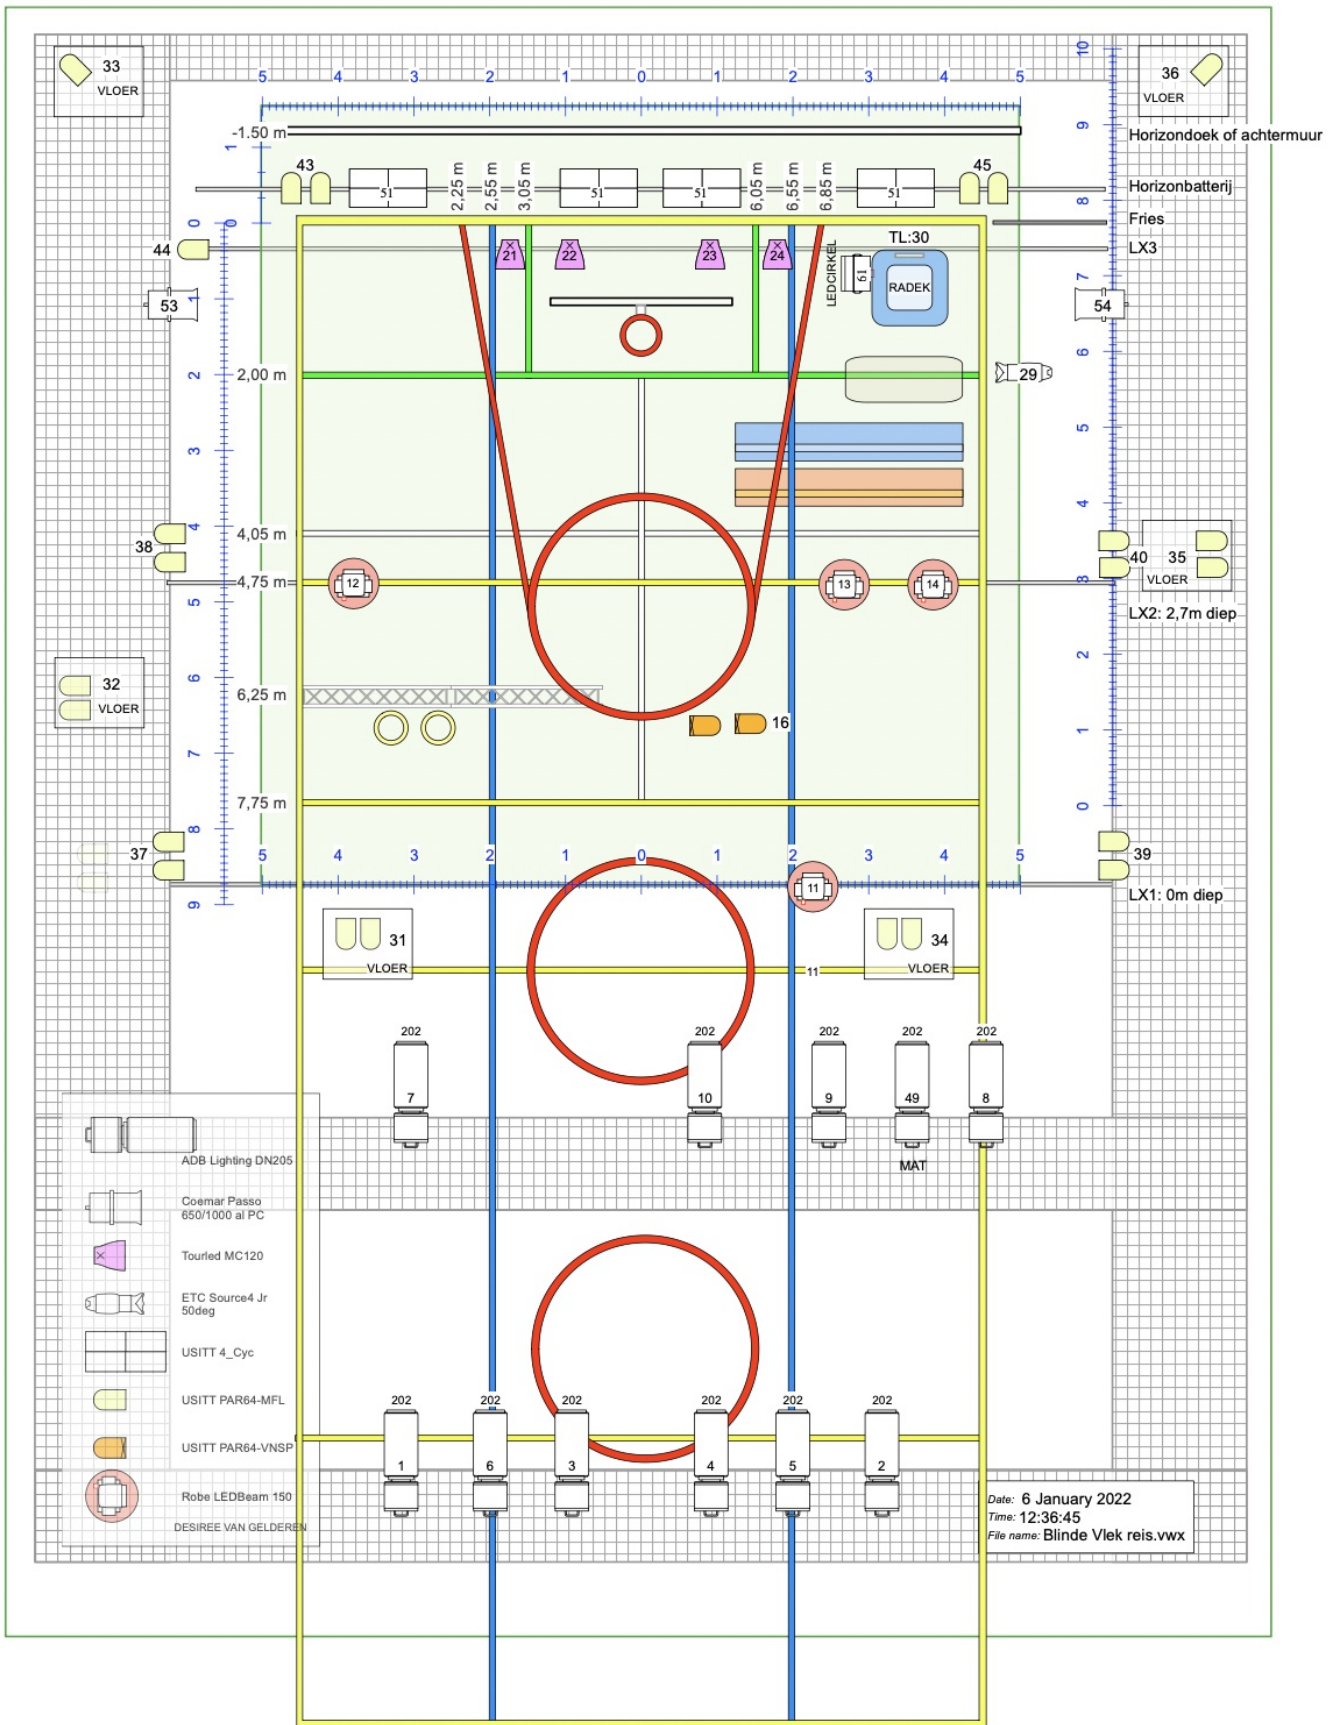 10
33
VLOER
36
VLOER
5 4 3 2 1 0 1 2 3 4 5
9
-1.50 m
Horizondoek of achtermuur
1
43
51
2,25 m
2,55 m
3,05 m
51
51
6,05 m
6,55 m
6,85 m
51
45
Horizonbatterij
8
0
0
Fries
44
21
22
23
24
LEDCIRKEL
TL:30
LX3
7
61
RADEK
53
1
54
6
2
2,00 m
29
5
3
4
4
4,05 m
38
40
35
VLOER
4,75 m
12
13
14
3
5
LX2: 2,7m diep
2
6
32
VLOER
6,25 m
16
1
7
7,75 m
0
8
37
5 4 3 2 1 0 1 2 3 4 5
39
11
LX1: 0m diep
9
31
VLOER
34
VLOER
11
202
202
202
202
202
7
10
9
49
8
MAT
ADB Lighting DN205
Coemar Passo
650/1000 al PC
Tourled MC120
ETC Source4 Jr
50deg
USITT 4_Cyc
USITT PAR64-MFL
USITT PAR64-VNSP
Robe LEDBeam 150
DESIREE VAN GELDEREN
202
202
202
202
202
202
1
6
3
4
5
2
Date: 6 January 2022
Time: 12:36:45
File name: Blinde Vlek reis.vwx